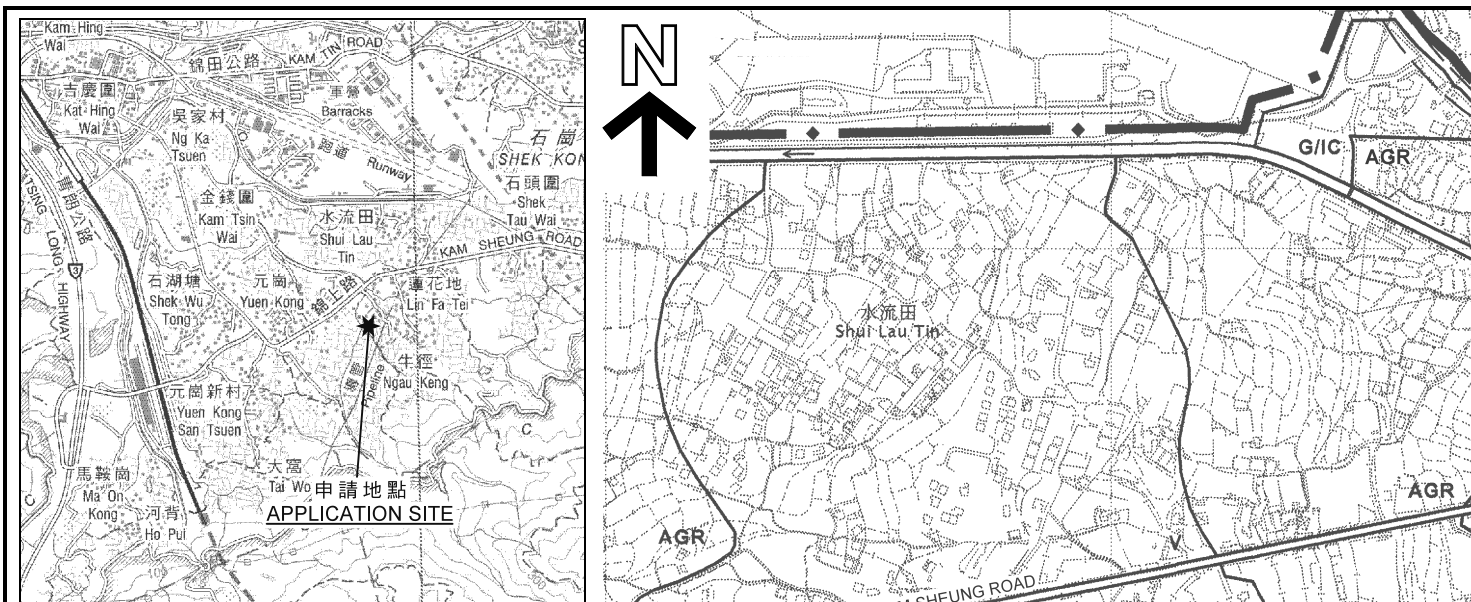 Kam Hing
Wai
錦田公路
KAM TIN ROAD
吉慶圍
Kat Hing
Wai
吳家村
Ng Ka
Tsuen
軍營
Barracks
跑道
Runway
石崗
SHEK KON
石頭圍
Shek
Tau Wai
金錢圍
Kam Tsin
Wai
水流田
Shui Lau
Tin
KAM SHEUNG ROAD
青朗公路
TSING LONG HIGHWAY
3
石湖塘
Shek Wu
Tong
元崗
Yuen Kong
錦上路
蓮花地
Lin Fa Tei
牛徑
Ngau Keng
Pipeline
元崗新村
Yuen Kong
San Tsuen
C
馬鞍崗
Ma On
Kong
大窩
Tai Wo
河背
Ho Pui
申請地點
APPLICATION SITE
100
N
G/IC
AGR
水流田
Shui Lau Tin
AGR
AGR
V
SHEUNG ROAD